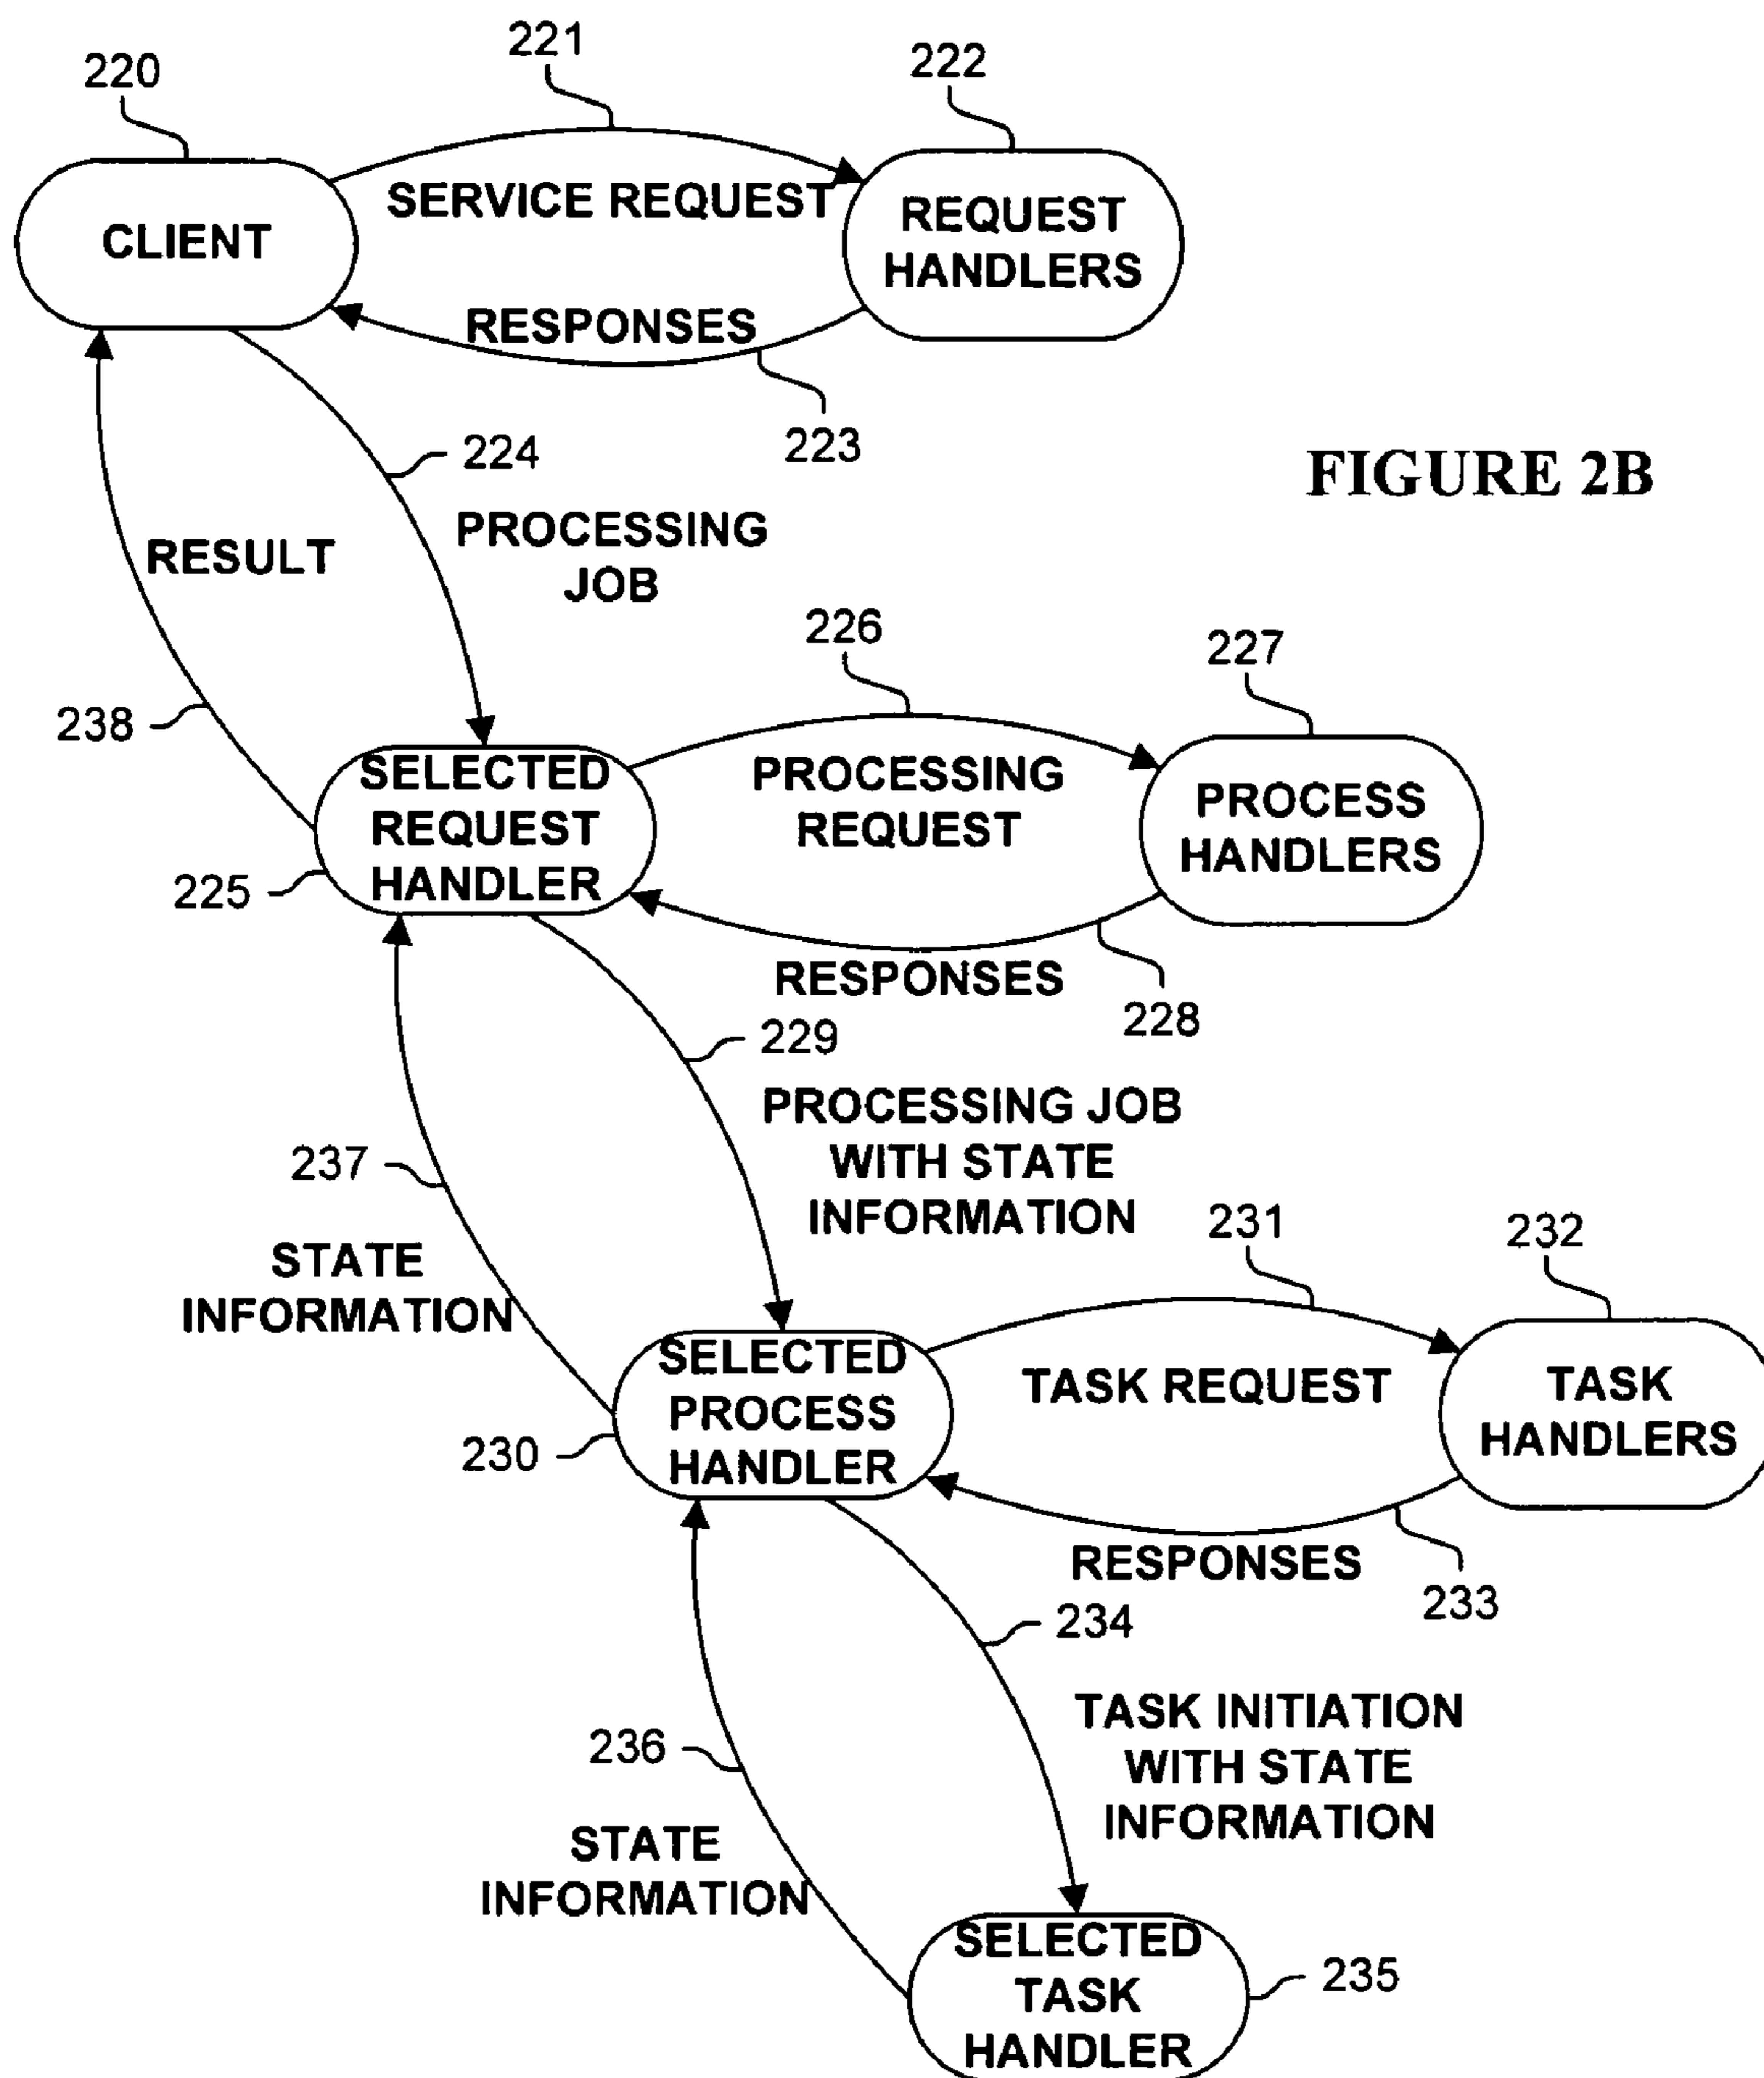 221
220
222
SERVICE REQUEST
CLIENT
REQUEST
HANDLERS
RESPONSES
223
224
FIGURE 2B
PROCESSING
JOB
RESULT
226
227
238
SELECTED
REQUEST
HANDLER
PROCESSING
REQUEST
PROCESS
HANDLERS
225
RESPONSES
228
229
PROCESSING JOB
WITH STATE
INFORMATION
237
231
232
STATE
INFORMATION
SELECTED
PROCESS
HANDLER
TASK REQUEST
TASK
HANDLERS
230
RESPONSES
233
234
TASK INITIATION
WITH STATE
INFORMATION
236
STATE
INFORMATION
SELECTED
TASK
HANDLER
235